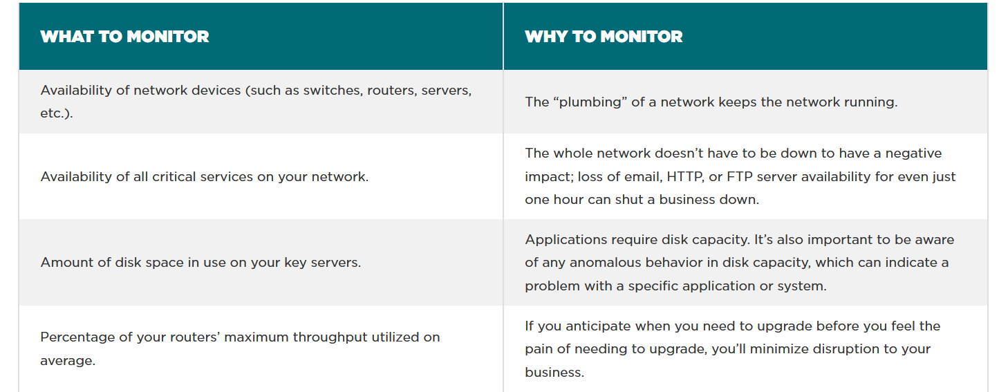 WHAT TO MONITOR
WHY TO MONITOR
Availability of network devices (such as switches, routers, servers,
etc.).
The “plumbing” of a network keeps the network running.
Availability of all critical services on your network.
The whole network doesn’t have to be down to have a negative
impact; loss of email, HTTP, or FTP server availability for even just
one hour can shut a business down.
Amount of disk space in use on your key servers.
Applications require disk capacity. It’s also important to be aware
of any anomalous behavior in disk capacity, which can indicate a
problem with a specific application or system.
Percentage of your routers’ maximum throughput utilized on
average.
If you anticipate when you need to upgrade before you feel the
pain of needing to upgrade, you’ll minimize disruption to your
business.